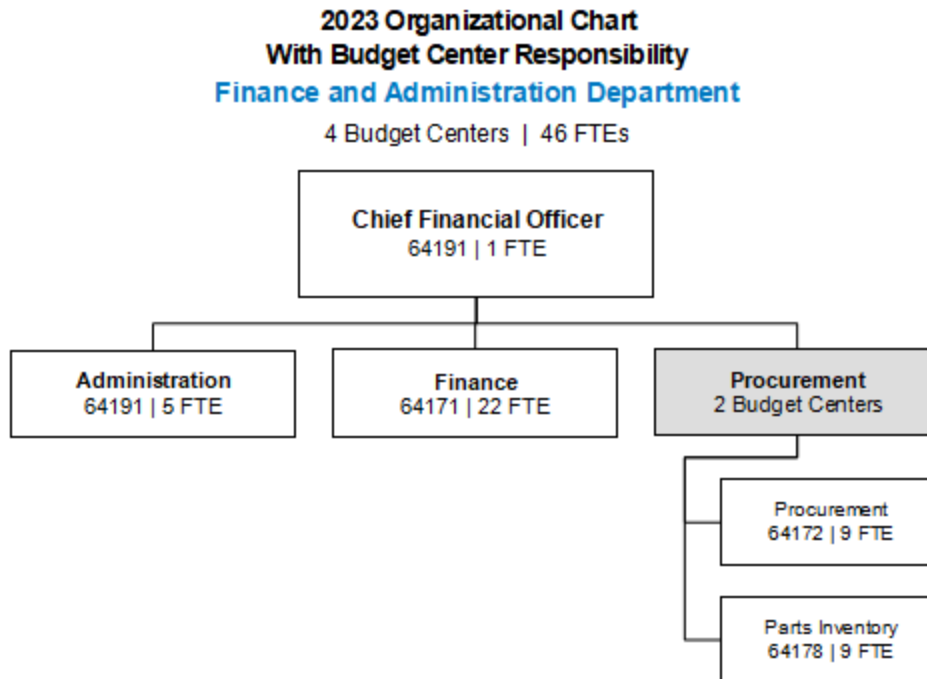 2023 Organizational Chart
With Budget Center Responsibility
Finance and Administration Department
4 Budget Centers | 46 FTEs
Chief Financial Officer
64191 | 1 FTE
Administration
64191 | 5 FTE
Finance
64171 | 22 FTE
Procurement
2 Budget Centers
Procurement
64172 | 9 FTE
Parts Inventory
64178 | 9 FTE